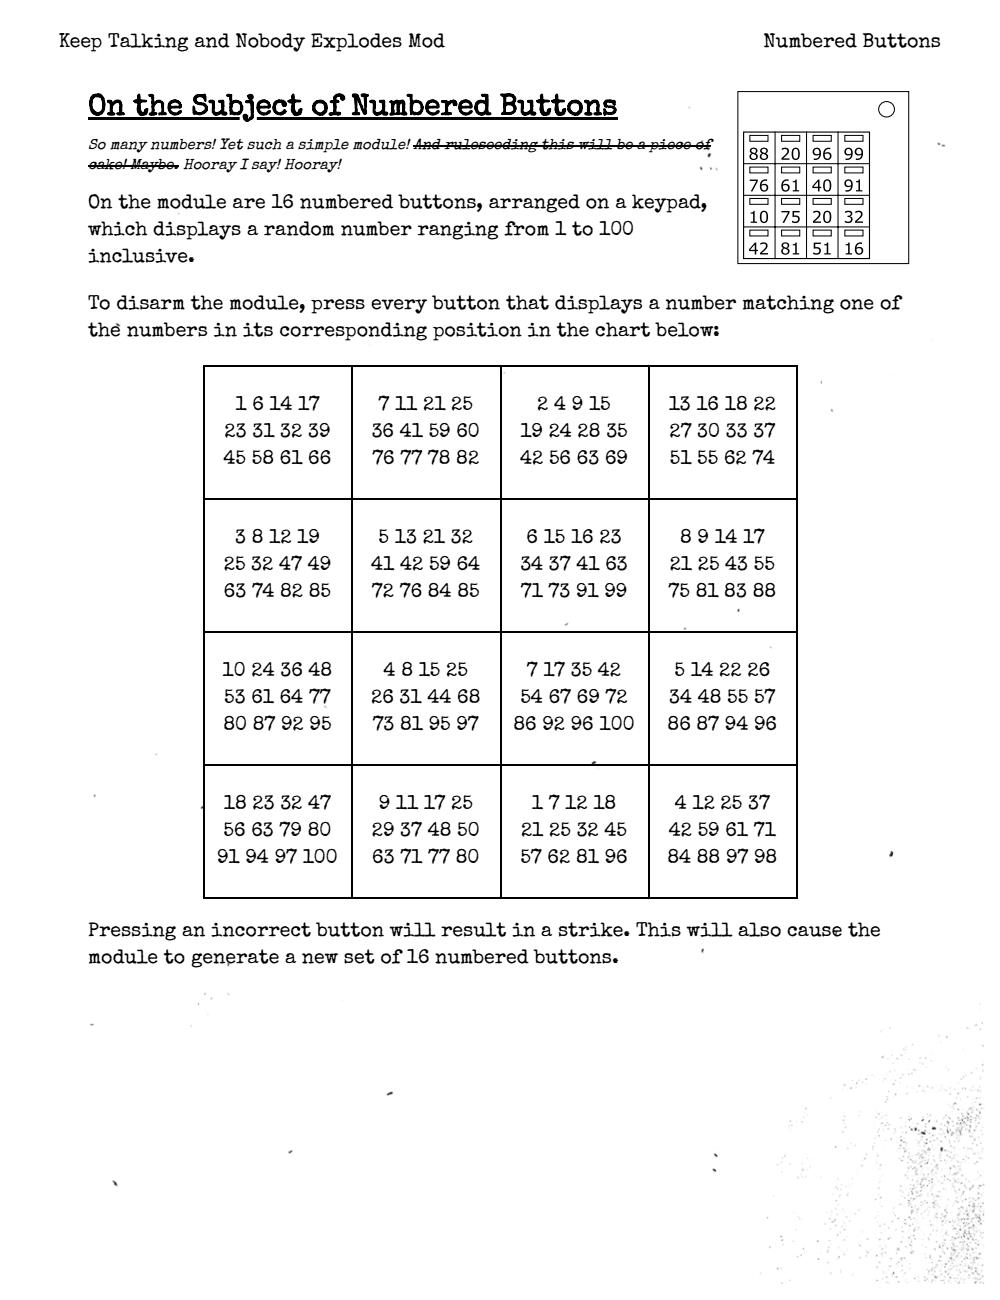 Keep Talking and Nobody Explodes Mod
Numbered Buttons
On the Subject of Numbered Buttons
So many numbers! Yet such a simple module! And ruleseeding this will be a piece of
cake! Maybe. Hooray I say! Hooray!
On the module are 16 numbered buttons, arranged on a keypad,
which displays a random number ranging from 1 to 100
inclusive.
88 20 96 99
76 61 40 91
10 75 20 32
42 81 51 16
To disarm the module, press every button that displays a number matching one of
the numbers in its corresponding position in the chart below:
1 6 14 17
23 31 32 39
45 58 61 66
7 11 21 25
36 41 59 60
76 77 78 82
2 4 9 15
19 24 28 35
42 56 63 69
13 16 18 22
27 30 33 37
51 55 62 74
3 8 12 19
25 32 47 49
63 74 82 85
5 13 21 32
41 42 59 64
72 76 84 85
6 15 16 23
34 37 41 63
71 73 91 99
8 9 14 17
21 25 43 55
75 81 83 88
10 24 36 48
53 61 64 77
80 87 92 95
4 8 15 25
26 31 44 68
73 81 95 97
7 17 35 42
54 67 69 72
86 92 96 100
5 14 22 26
34 48 55 57
86 87 94 96
18 23 32 47
56 63 79 80
91 94 97 100
9 11 17 25
29 37 48 50
63 71 77 80
1 7 12 18
21 25 32 45
57 62 81 96
4 12 25 37
42 59 61 71
84 88 97 98
Pressing an incorrect button will result in a strike. This will also cause the
module to generate a new set of 16 numbered buttons.